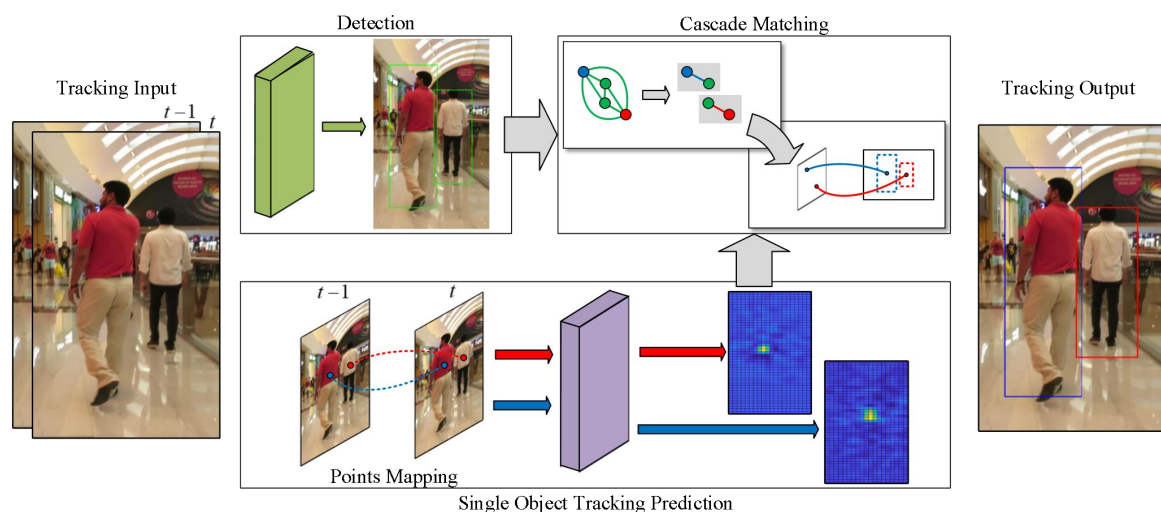 Detection
Cascade Matching
Tracking Input
t−1
t
Tracking Output
t−1
t
Points Mapping
Single Object Tracking Prediction